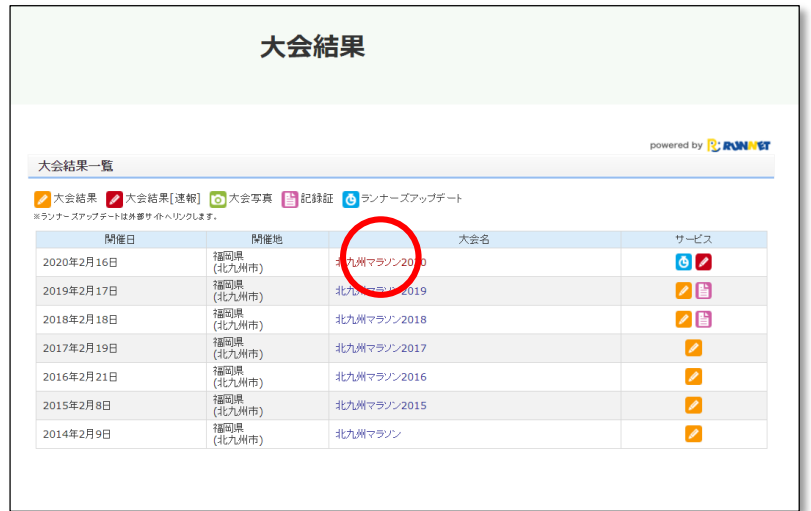 大会結果
powered by RUNNET
大会結果一覧
大会結果 大会結果[速報] 大会写真 記録証 ランナーズアップデート
※ランナーズアップデートは外部サイトへリンクします。
開催日 開催地 大会名 サービス
2020年2月16日 福岡県 (北九州市) 北九州マラソン2020
2019年2月17日 福岡県 (北九州市) 北九州マラソン2019
2018年2月18日 福岡県 (北九州市) 北九州マラソン2018
2017年2月19日 福岡県 (北九州市) 北九州マラソン2017
2016年2月21日 福岡県 (北九州市) 北九州マラソン2016
2015年2月8日 福岡県 (北九州市) 北九州マラソン2015
2014年2月9日 福岡県 (北九州市) 北九州マラソン